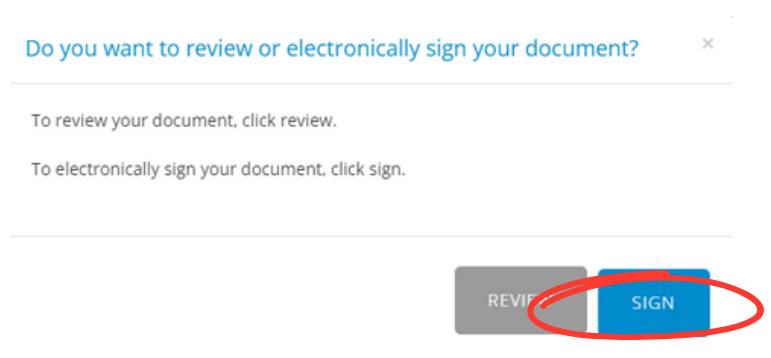 Do you want to review or electronically sign your document? ×
To review your document, click review.
To electronically sign your document, click sign.
REVIEW SIGN